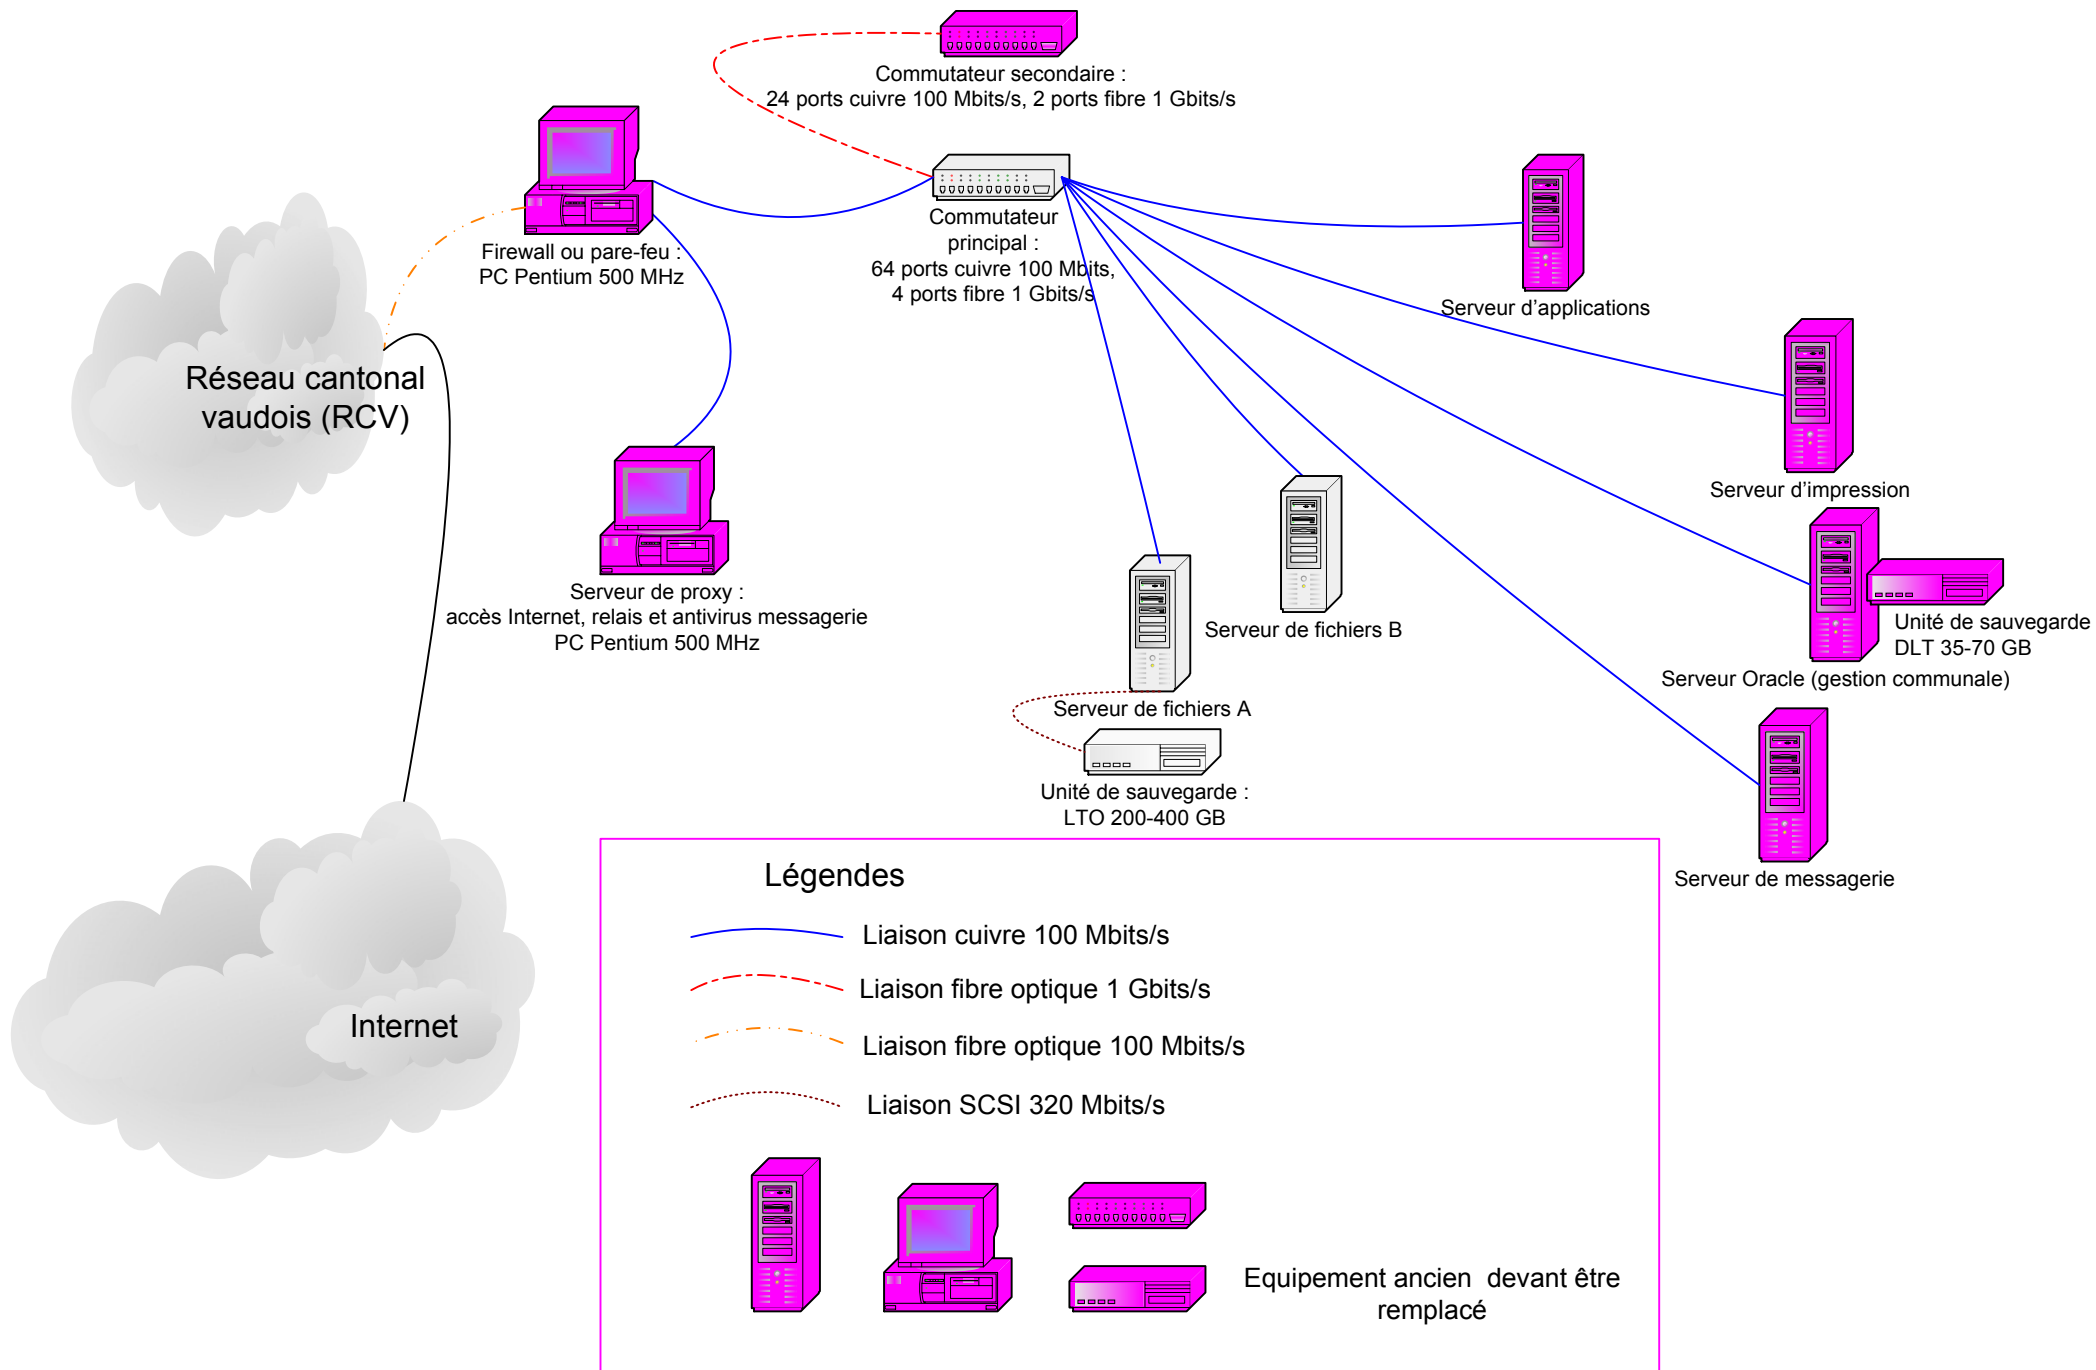 Commutateur secondaire :
24 ports cuivre 100 Mbits/s, 2 ports fibre 1 Gbits/s
Firewall ou pare-feu :
PC Pentium 500 MHz
Commutateur
principal :
64 ports cuivre 100 Mbits,
4 ports fibre 1 Gbits/s
Serveur d'applications
Réseau cantonal
vaudois (RCV)
Serveur d'impression
Serveur de proxy :
accès Internet, relais et antivirus messagerie
PC Pentium 500 MHz
Serveur de fichiers B
Unité de sauvegarde
DLT 35-70 GB
Serveur Oracle (gestion communale)
Serveur de fichiers A
Unité de sauvegarde :
LTO 200-400 GB
Serveur de messagerie
Internet
Légendes
Liaison cuivre 100 Mbits/s
Liaison fibre optique 1 Gbits/s
Liaison fibre optique 100 Mbits/s
Liaison SCSI 320 Mbits/s
Equipement ancien  devant être
remplacé